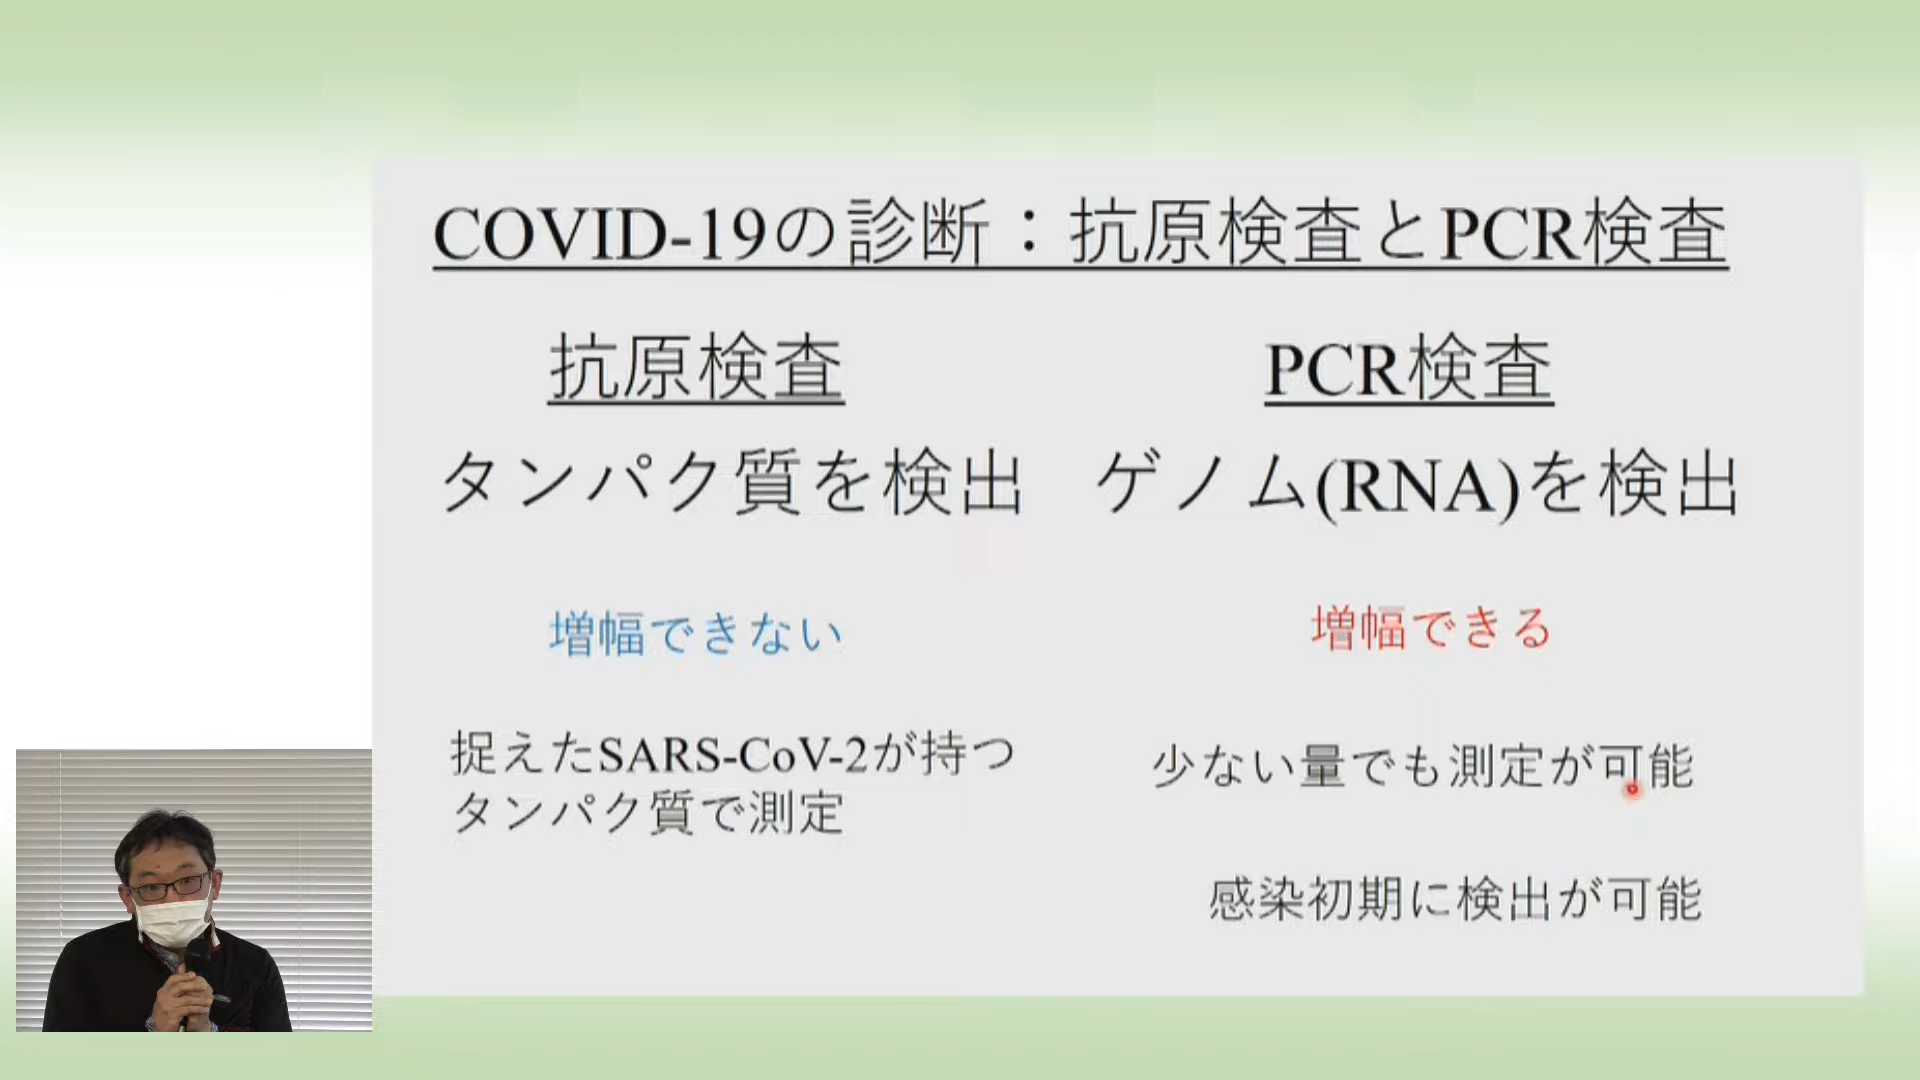 COVID-19の診断：抗原検査とPCR検査
抗原検査
タンパク質を検出
増幅できない
捉えたSARS-CoV-2が持つ
タンパク質で測定
PCR検査
ゲノム(RNA)を検出
増幅できる
少ない量でも測定が可能
感染初期に検出が可能